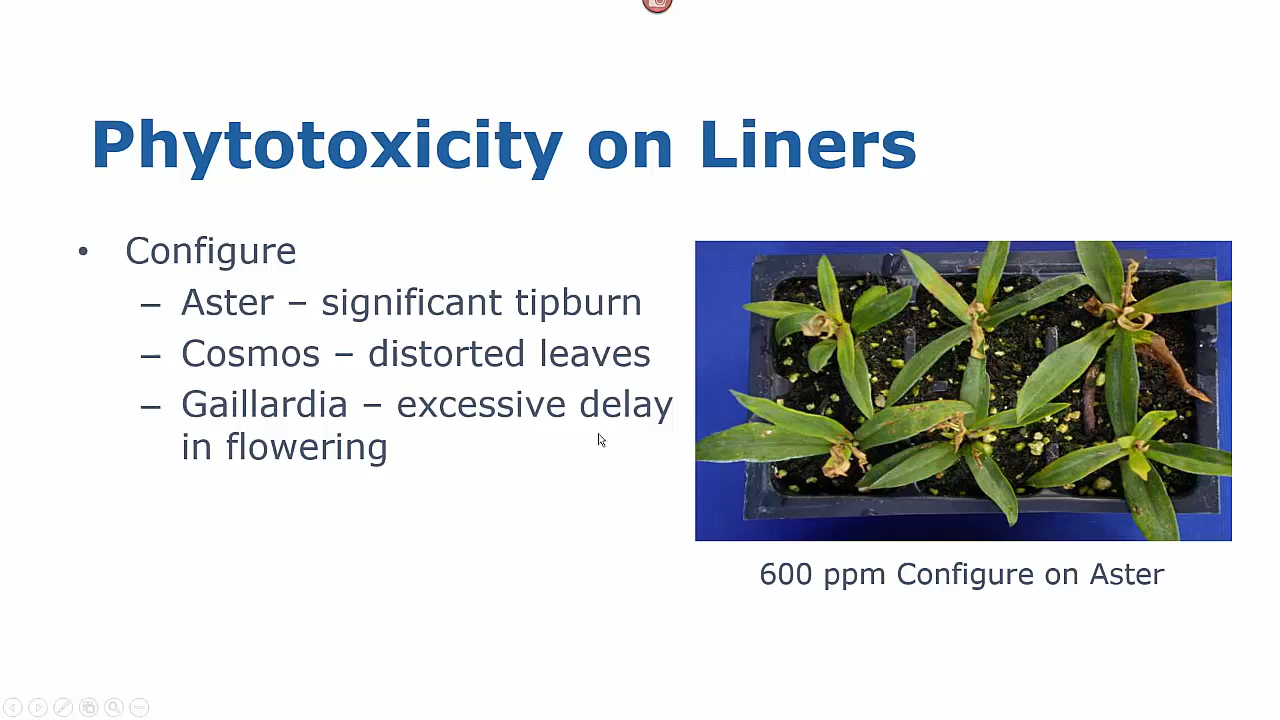 Phytotoxicity on Liners
• Configure
– Aster – significant tipburn
– Cosmos – distorted leaves
– Gaillardia – excessive delay
in flowering
600 ppm Configure on Aster